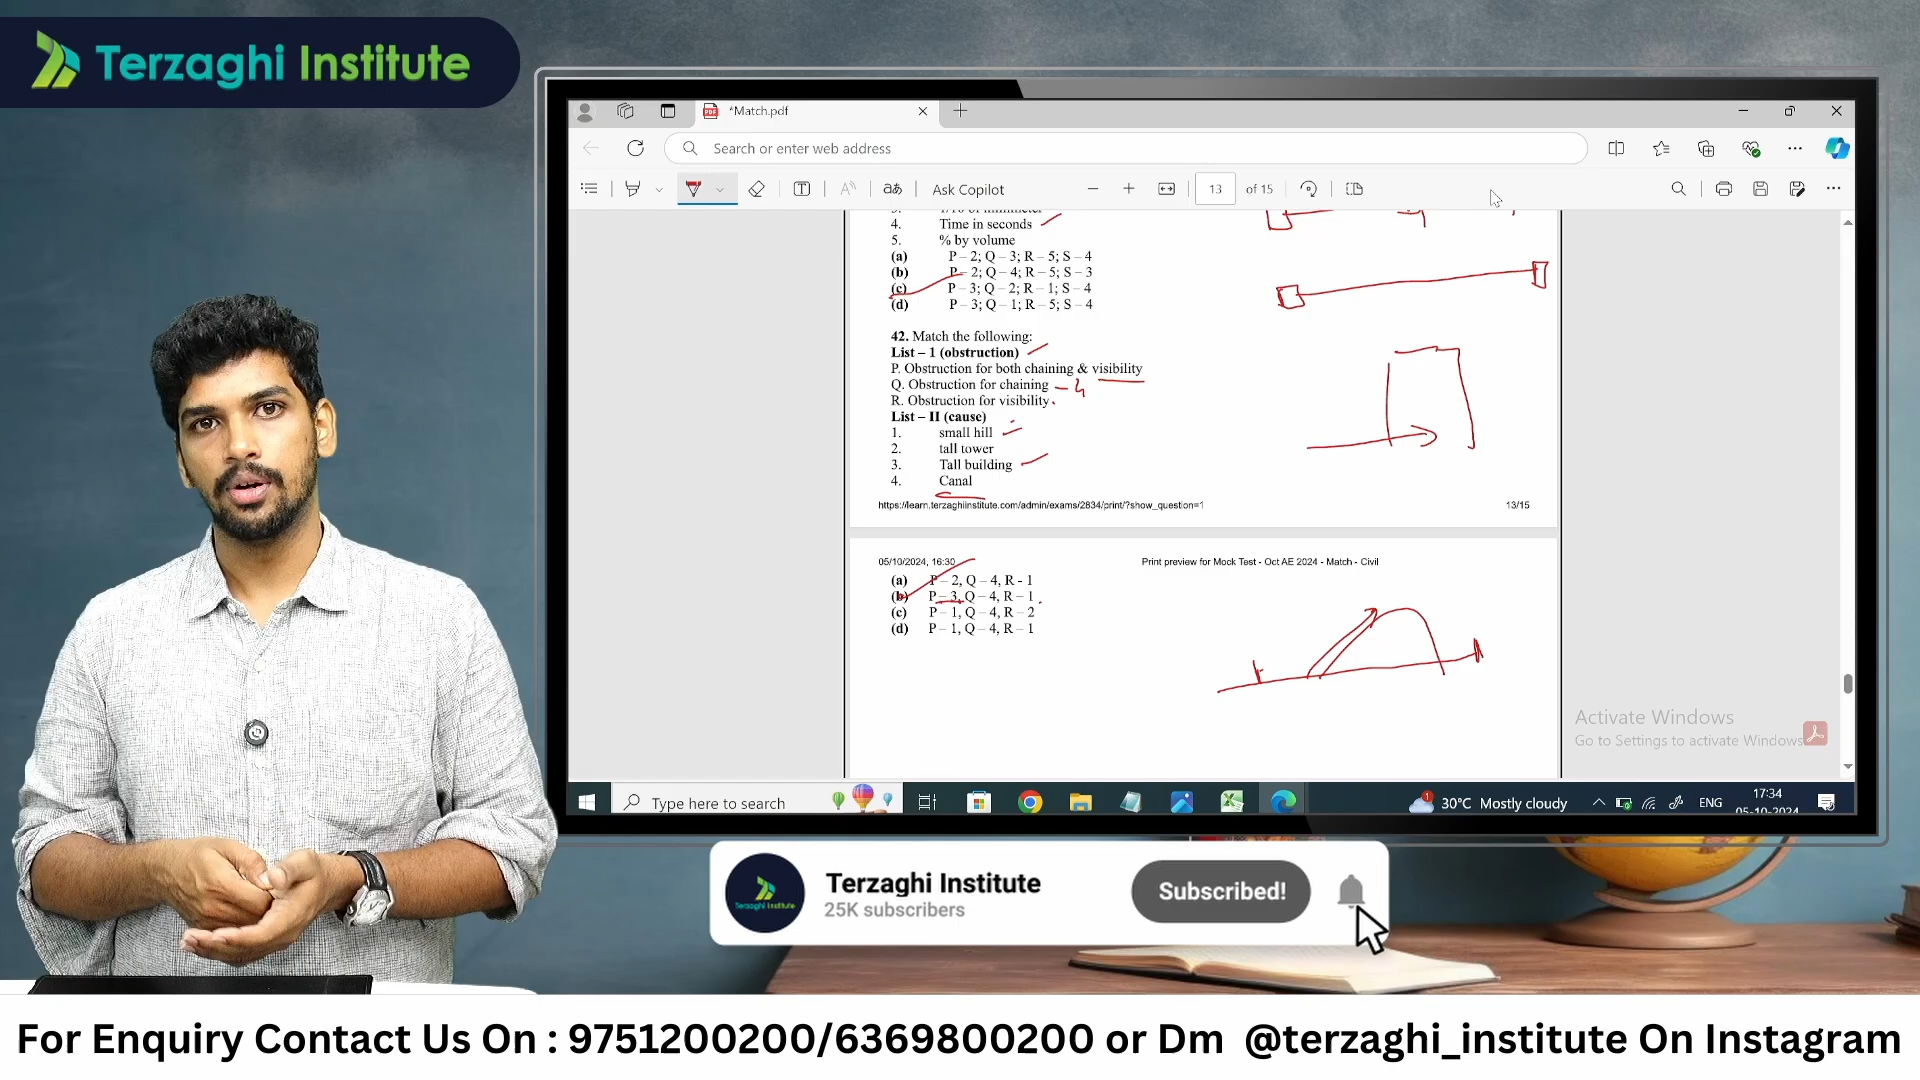 Terzaghi Institute
*Match.pdf
Search or enter web address
Ask Copilot
13 of 15
4. Time in seconds
5. % by volume
(a) P – 2; Q – 3; R – 5; S – 4
(b) P – 2; Q – 4; R – 5; S – 3
(c) P – 3; Q – 2; R – 1; S – 4
(d) P – 3; Q – 1; R – 5; S – 4
42. Match the following:
List – 1 (obstruction)
P. Obstruction for both chaining & visibility
Q. Obstruction for chaining – 4
R. Obstruction for visibility.
List – II (cause)
1. small hill
2. tall tower
3. Tall building
4. Canal
https://learn.terzaghiinstitute.com/admin/exams/2834/print/?show_question=1 13/15
05/10/2024, 16:30 Print preview for Mock Test - Oct AE 2024 - Match - Civil
(a) P – 2, Q – 4, R - 1
(b) P – 3, Q – 4, R – 1
(c) P – 1, Q – 4, R – 2
(d) P – 1, Q – 4, R – 1
Activate Windows
Go to Settings to activate Windows
Type here to search
1 30°C Mostly cloudy
ENG
17:34
05-10-2024
Terzaghi Institute
Terzaghi Institute
25K subscribers
Subscribed!
For Enquiry Contact Us On : 9751200200/6369800200 or Dm @terzaghi_institute On Instagram